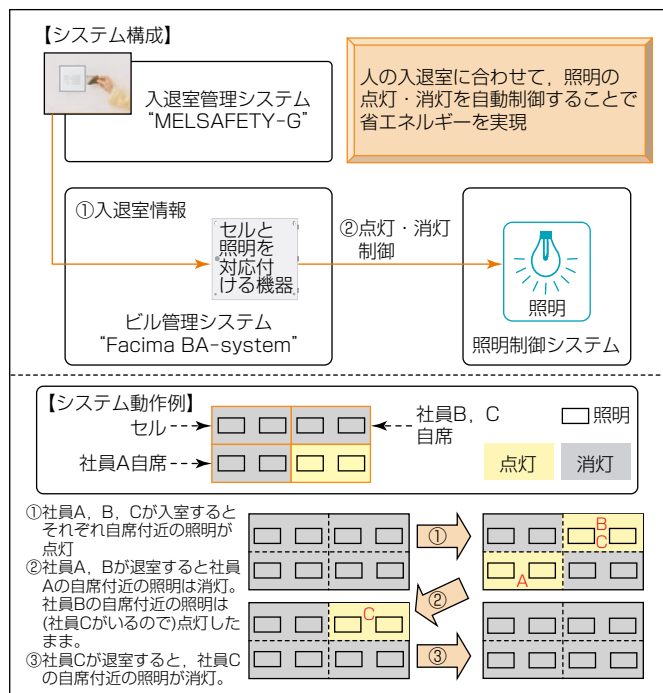 【システム構成】
入退室管理システム
“MELSAFETY-G”
人の入退室に合わせて，照明の
点灯・消灯を自動制御することで
省エネルギーを実現
①入退室情報
セルと
照明を
対応付
ける機器
②点灯・消灯
制御
照明
ビル管理システム
“Facima BA-system”
照明制御システム
【システム動作例】
セル
社員A自席
社員B，C
自席
照明
点灯
消灯
①社員A，B，Cが入室すると
それぞれ自席付近の照明が
点灯
②社員A，Bが退室すると社員
Aの自席付近の照明は消灯。
社員Bの自席付近の照明は
(社員Cがいるので)点灯した
まま。
③社員Cが退室すると，社員C
の自席付近の照明が消灯。
①
B
C
A
②
C
③